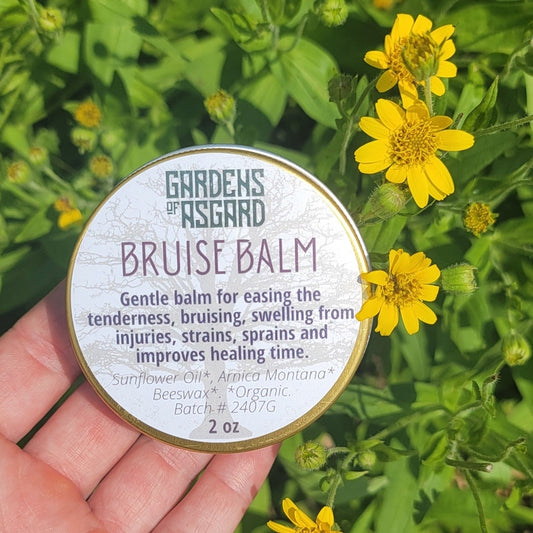 GARDENS
OF ASGARD
BRUISE BALM
Gentle balm for easing the
tenderness, bruising, swelling from
injuries, strains, sprains and
improves healing time.
Sunflower Oil*, Arnica Montana*
Beeswax*. *Organic.
Batch # 2407G
2 oz